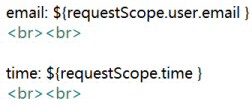 email: ${requestScope.user.email }
<br><br>
time: ${requestScope.time }
<br><br>